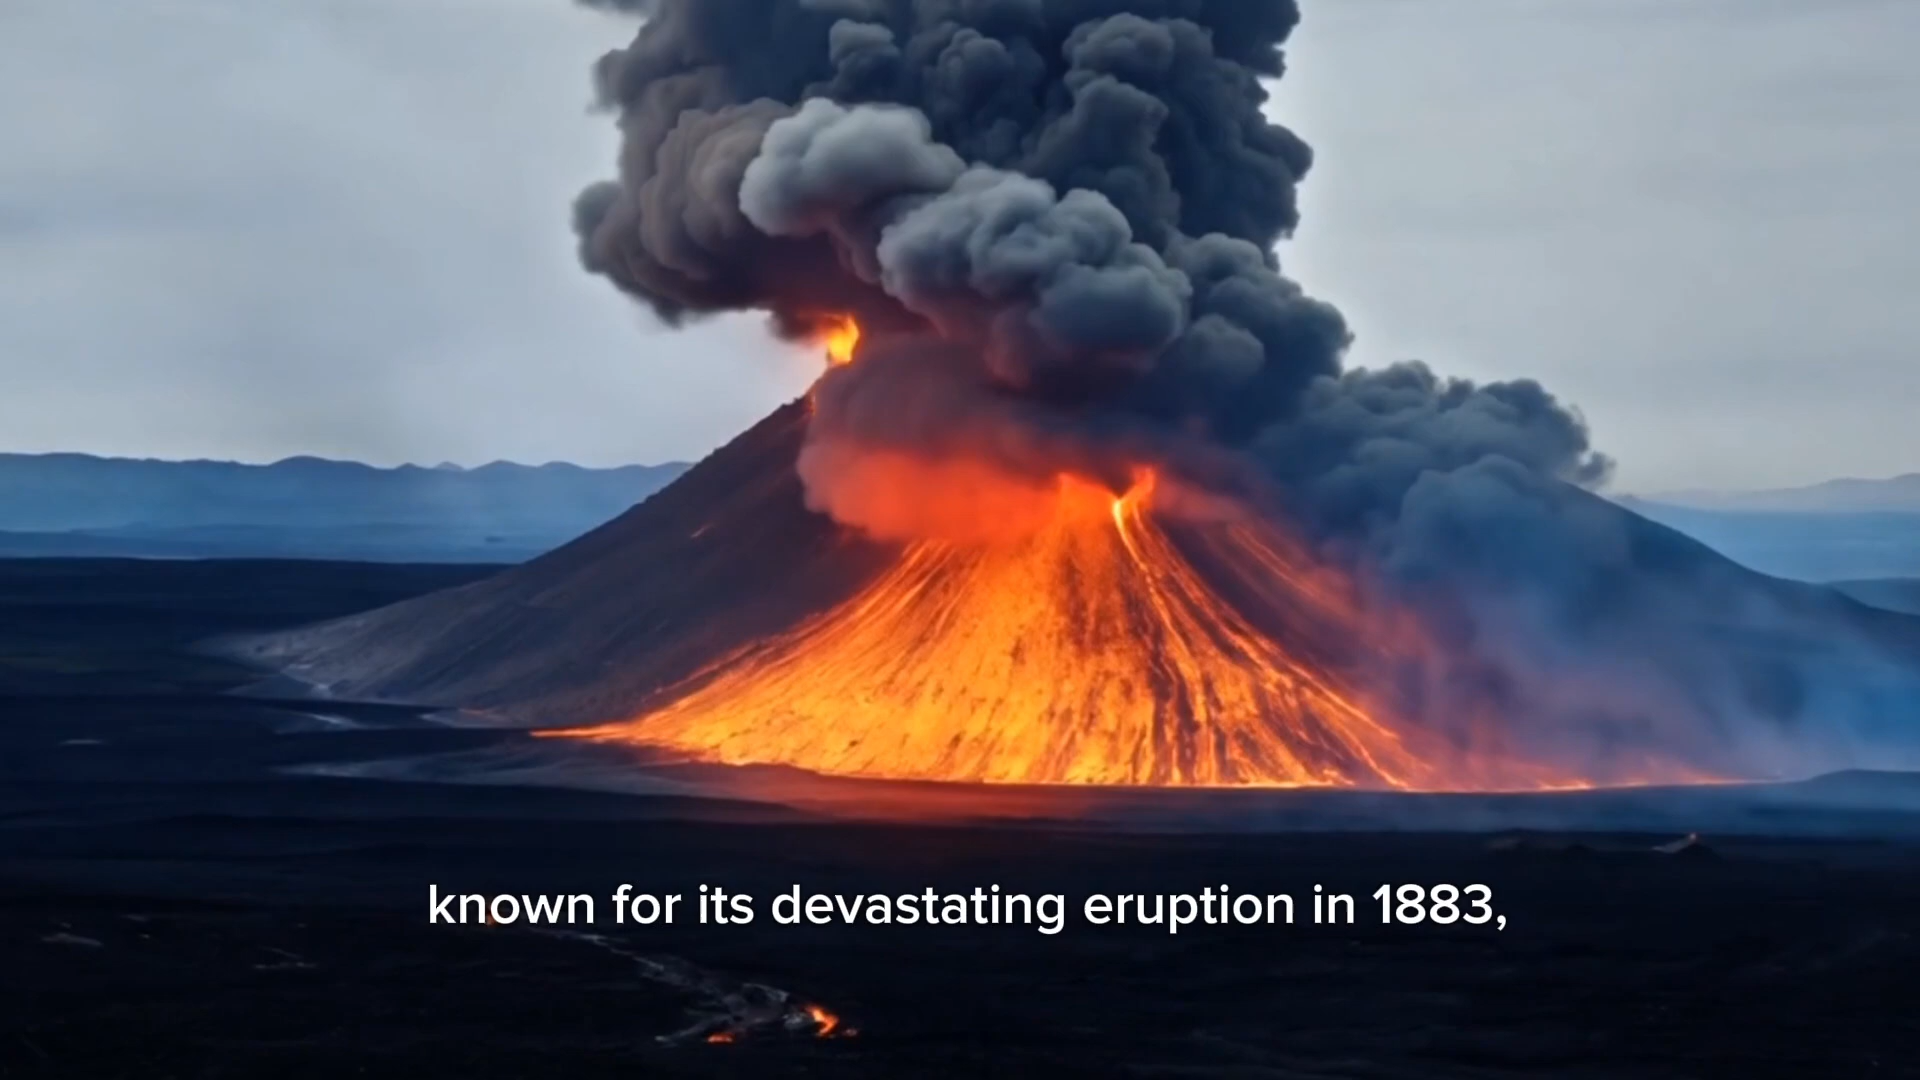 known for its devastating eruption in 1883,